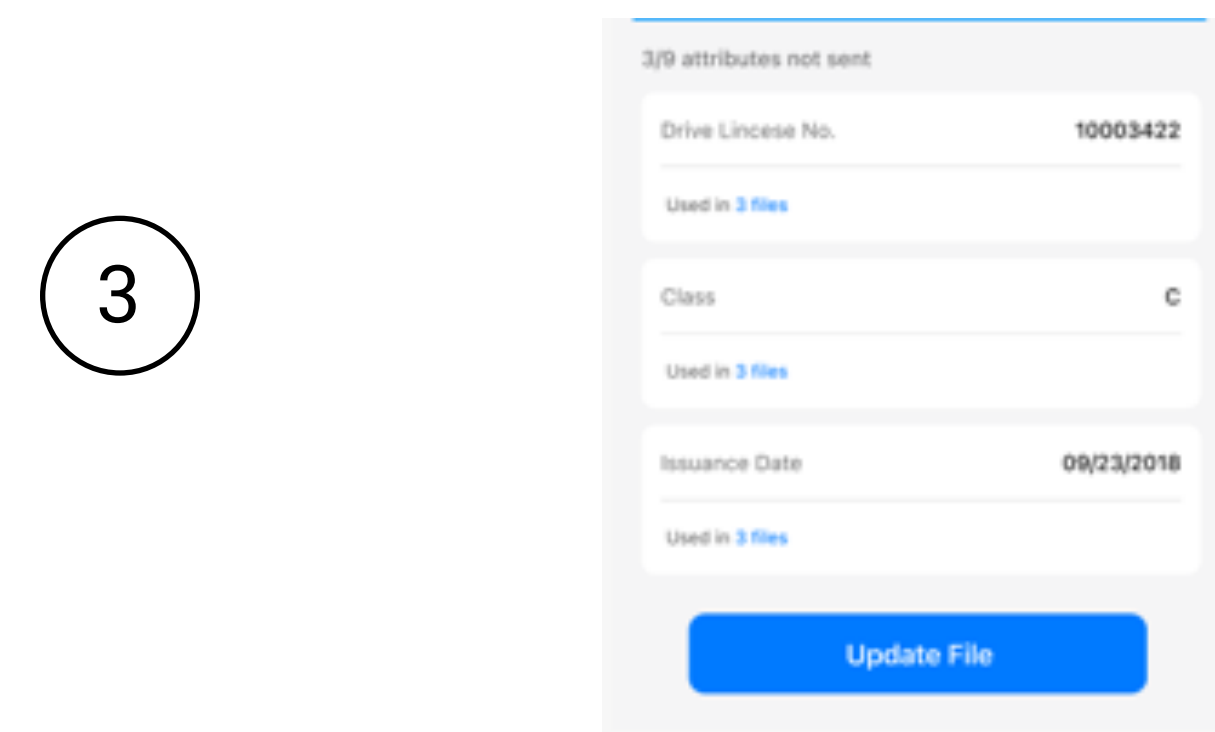 3
3/9 attributes not sent
Drive Lincese No. 10003422
Used in 3 files
Class C
Used in 3 files
Issuance Date 09/23/2018
Used in 3 files
Update File